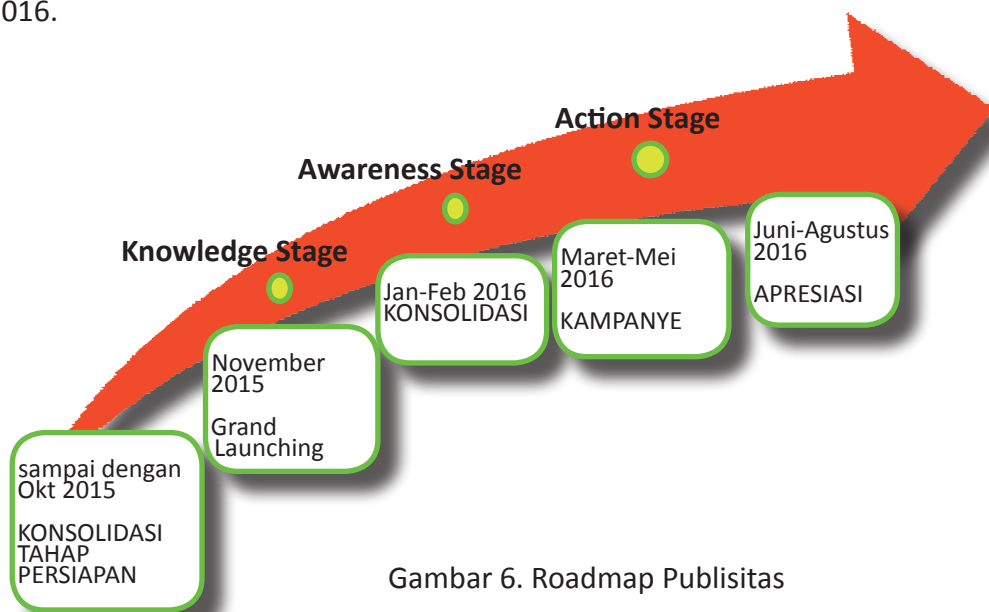 016.
Action Stage
Awareness Stage
Knowledge Stage
sampai dengan
Okt 2015
KONSOLIDASI
TAHAP
PERSIAPAN
November
2015
Grand
Launching
Jan-Feb 2016
KONSOLIDASI
Maret-Mei
2016
KAMPANYE
Juni-Agustus
2016
APRESIASI
Gambar 6. Roadmap Publisitas